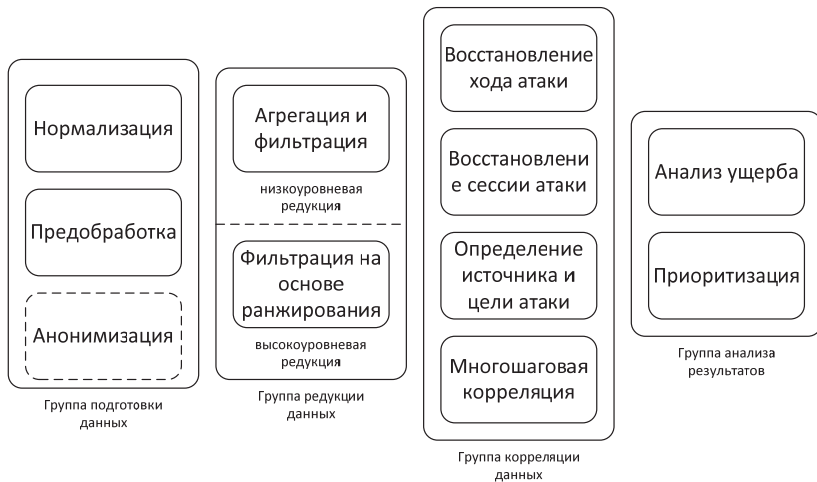 Нормализация
Предобработка
Анонимизация
Группа подготовки
данных
Агрегация и
фильтрация
низкоуровневая
редукция
Фильтрация на
основе
ранжирования
высокоуровневая
редукция
Группа редукции
данных
Восстановление
хода атаки
Восстановлени
е сессии атаки
Определение
источника и
цели атаки
Многошаговая
корреляция
Группа корреляции
данных
Анализ ущерба
Приоритизация
Группа анализа
результатов